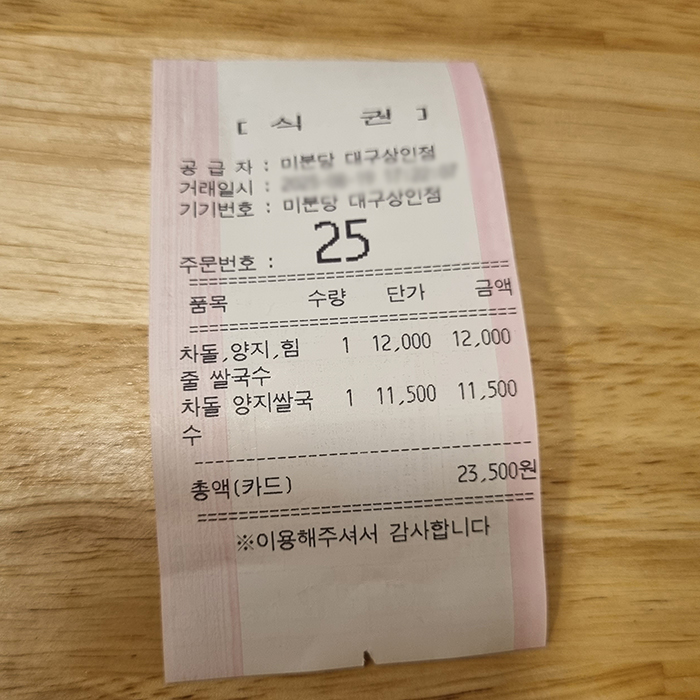 [ 식 권 ]
공 급 자 : 미분당 대구상인점
거래일시 :
기기번호 : 미분당 대구상인점
주문번호 : 25
==============================
품목 수량 단가 금액
==============================
차돌,양지,힘 1 12,000 12,000
줄 쌀국수
차돌 양지쌀국 1 11,500 11,500
수
------------------------------
총액(카드) 23,500원
==============================
※이용해주셔서 감사합니다